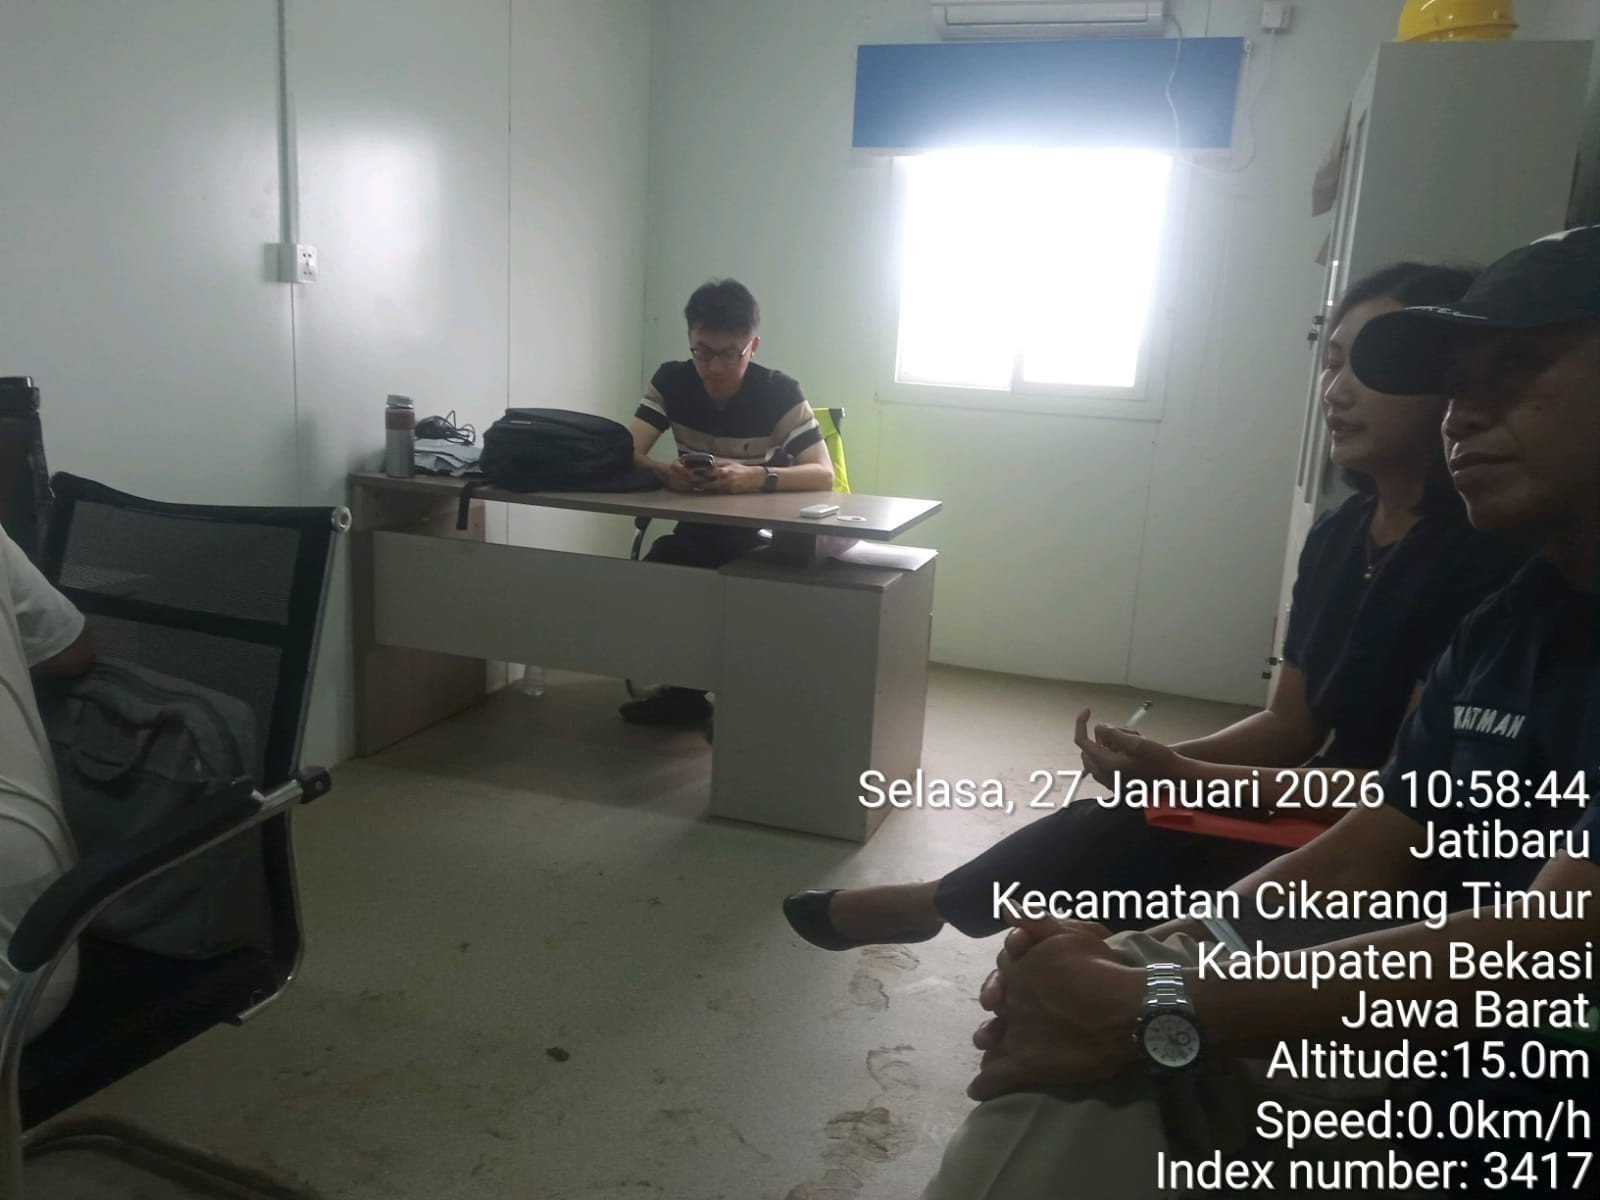 KATMAN
Selasa, 27 Januari 2026 10:58:44
Jatibaru
Kecamatan Cikarang Timur
Kabupaten Bekasi
Jawa Barat
Altitude:15.0m
Speed:0.0km/h
Index number: 3417